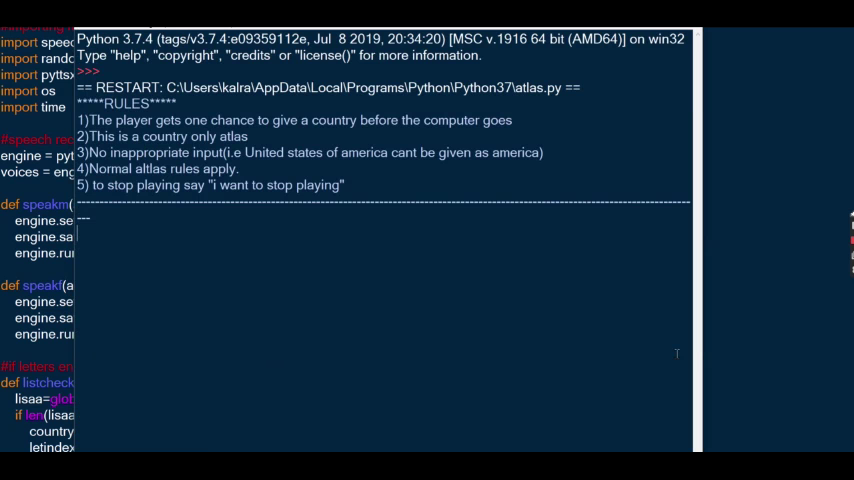 #importing
Python 3.7.4 (tags/v3.7.4:e09359112e, Jul 8 2019, 20:34:20) [MSC v.1916 64 bit (AMD64)] on win32
Type "help", "copyright", "credits" or "license()" for more information.
>>>
== RESTART: C:\Users\kalra\AppData\Local\Programs\Python\Python37\atlas.py ==
*****RULES*****
1)The player gets one chance to give a country before the computer goes
2)This is a country only atlas
3)No inappropriate input(i.e United states of america cant be given as america)
4)Normal altlas rules apply.
5) to stop playing say "i want to stop playing"
---------------------------------------------------------------------------------------------------------------------------
---
import speec
import rando
import pyttsx
import os
import time
#speech rec
engine = pyt
voices = eng
def speakm(
engine.se
engine.sa
engine.rur
def speakf(a
engine.se
engine.sa
engine.rur
#if letters en
def listcheck
lisaa=glob
if len(lisaa
country
letindex